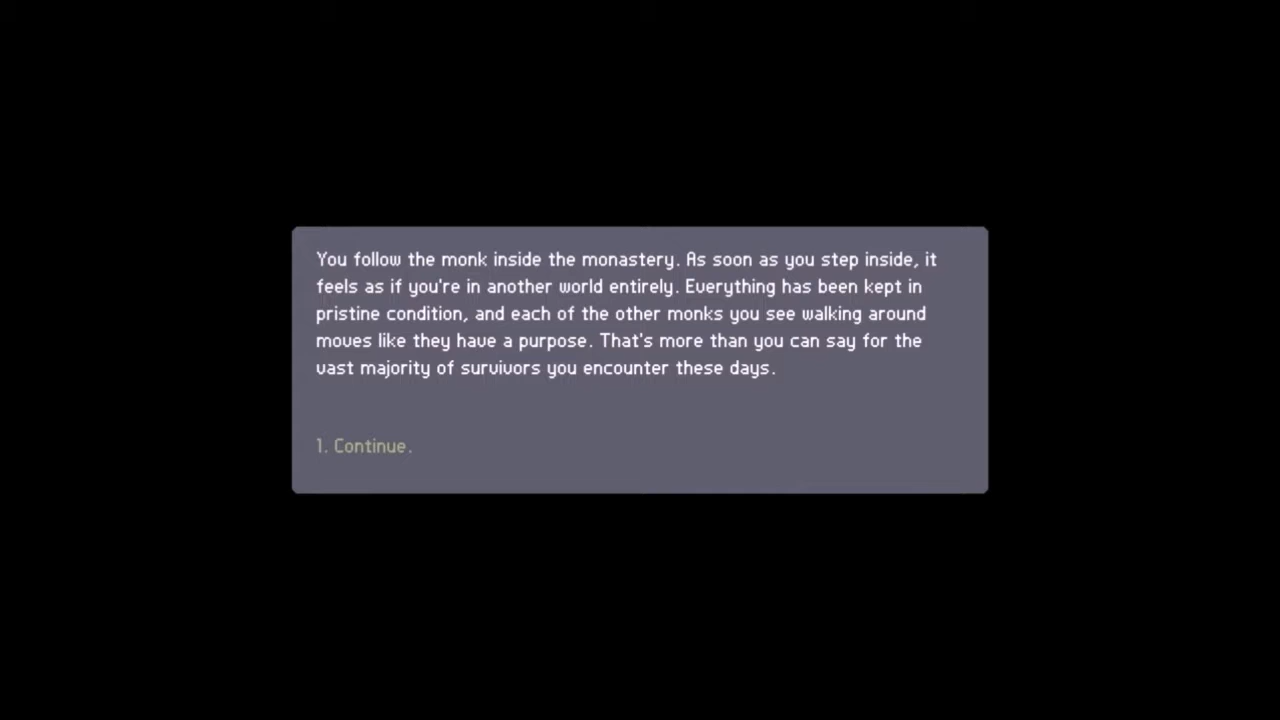 You follow the monk inside the monastery. As soon as you step inside, it
feels as if you're in another world entirely. Everything has been kept in
pristine condition, and each of the other monks you see walking around
moves like they have a purpose. That's more than you can say for the
vast majority of survivors you encounter these days.
1. Continue.